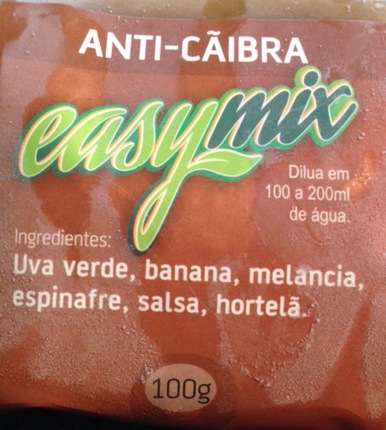 ANTI-CÃIBRA
easymix
Dilua em
100 a 200ml
de água.
Ingredientes:
Uva verde, banana, melancia,
espinafre, salsa, hortelã.
100g